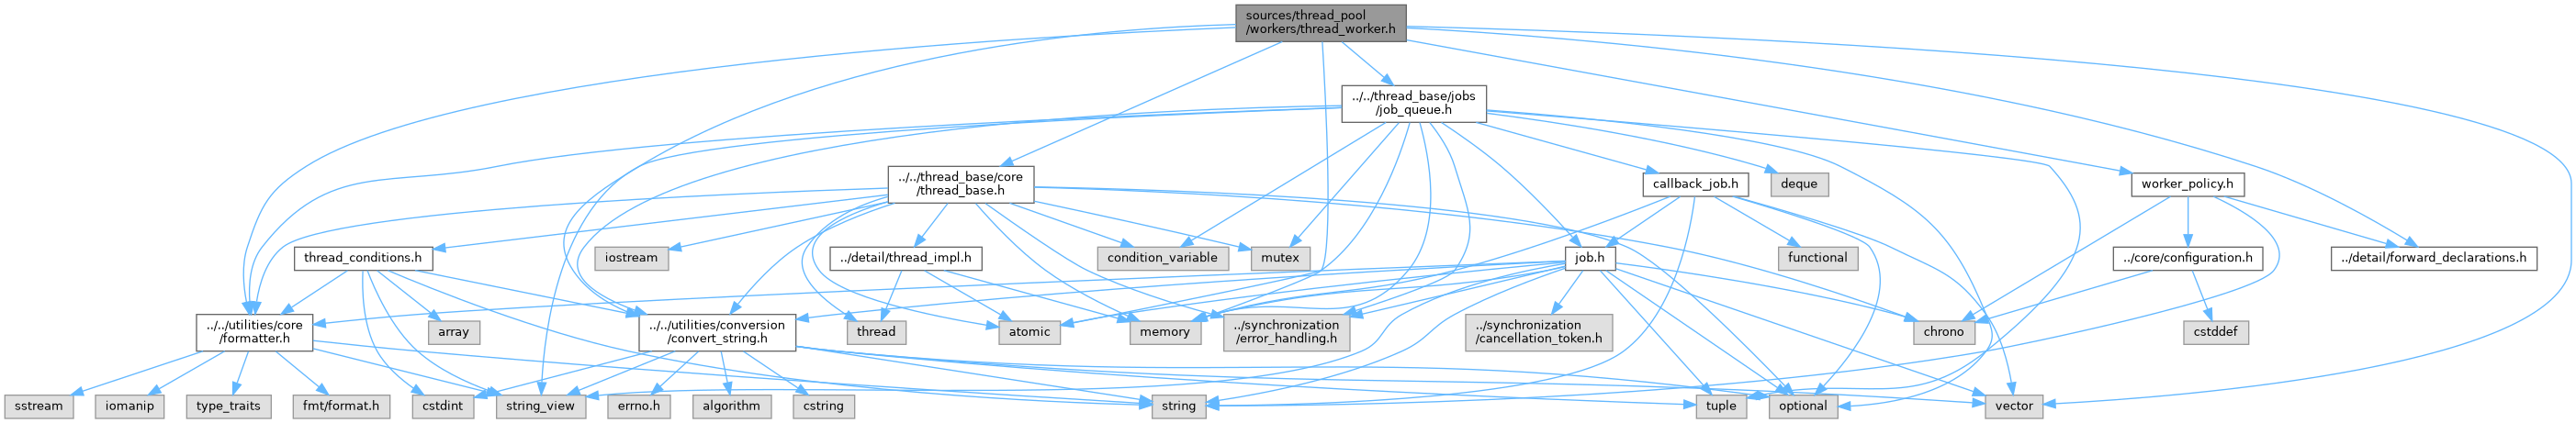 sources/thread_pool
/workers/thread_worker.h
../../thread_base/jobs
/job_queue.h
../../thread_base/core
/thread_base.h
callback_job.h
deque
worker_policy.h
thread_conditions.h
iostream
../detail/thread_impl.h
condition_variable
mutex
job.h
functional
../core/configuration.h
../detail/forward_declarations.h
../../utilities/core
/formatter.h
array
../../utilities/conversion
/convert_string.h
thread
atomic
memory
../synchronization
/error_handling.h
../synchronization
/cancellation_token.h
chrono
cstddef
sstream
iomanip
type_traits
fmt/format.h
cstdint
string_view
errno.h
algorithm
cstring
string
tuple
optional
vector